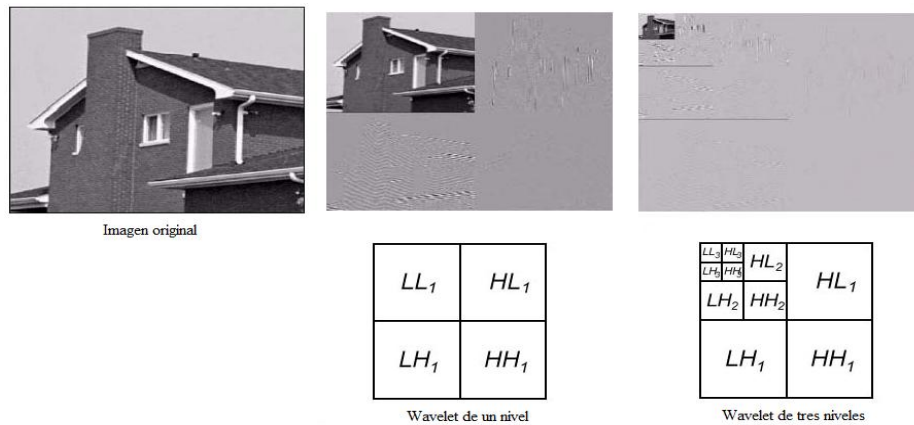 Imagen original
LL1 HL1
LH1 HH1
Wavelet de un nivel
LL3 HL3 HL2 HL1
LH3 HH3
LH2 HH2
LH1 HH1
Wavelet de tres niveles